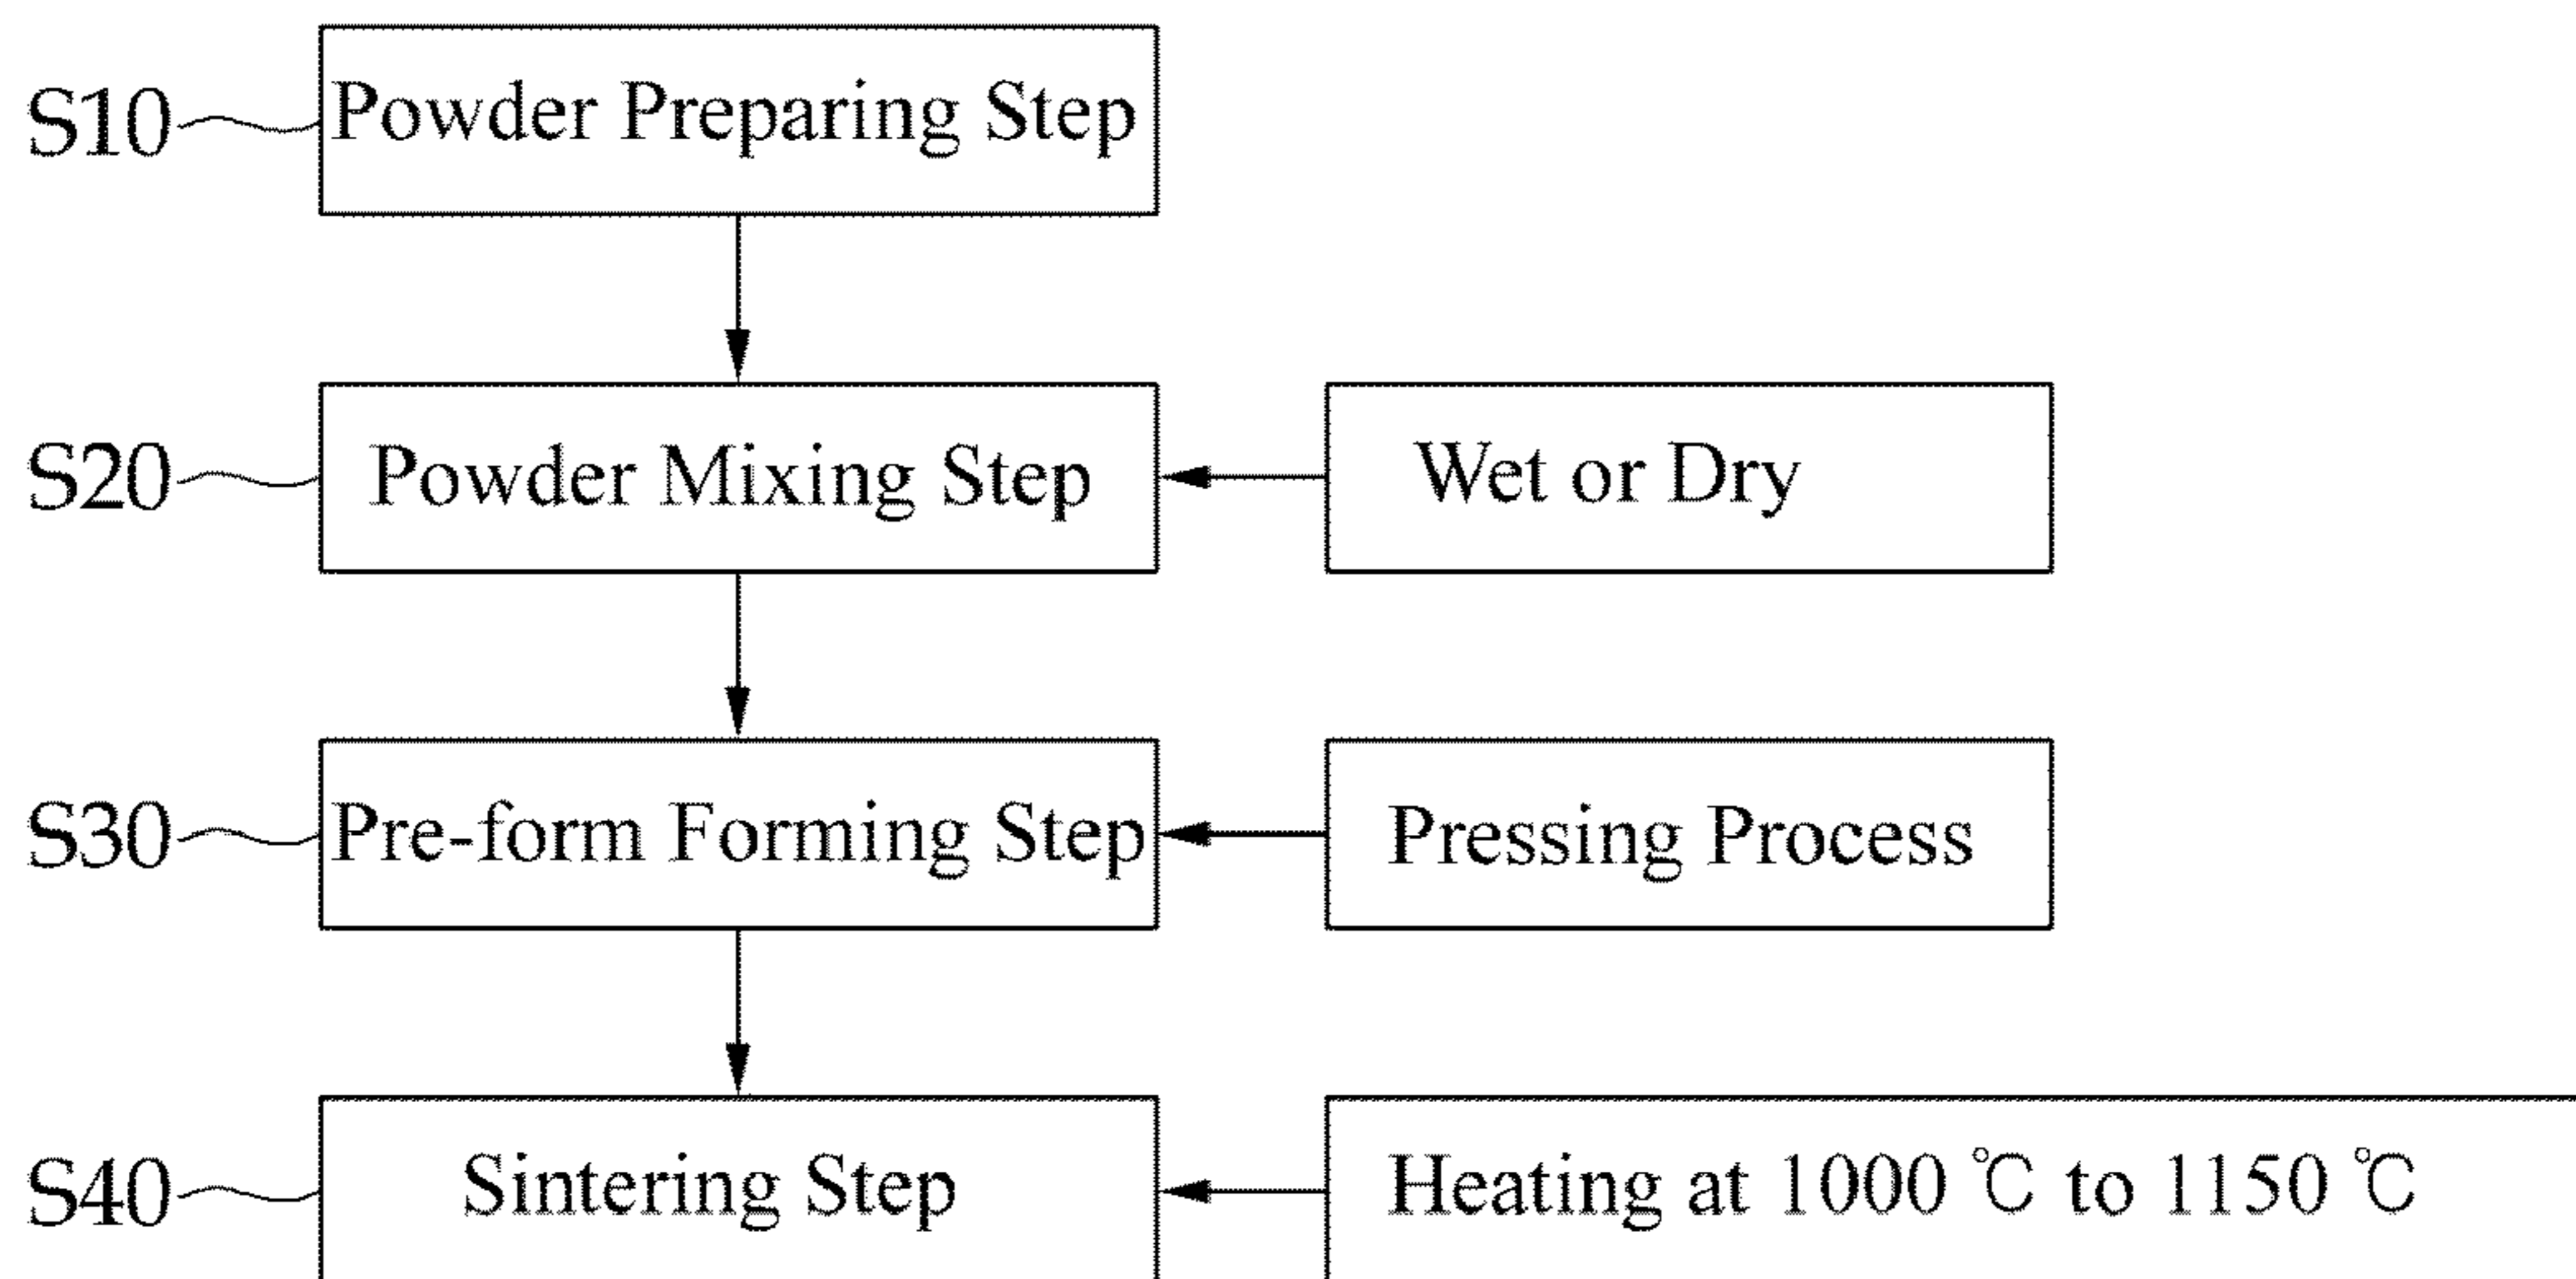 S10 Powder Preparing Step
S20 Powder Mixing Step Wet or Dry
S30 Pre-form Forming Step Pressing Process
S40 Sintering Step Heating at 1000 ℃ to 1150 ℃